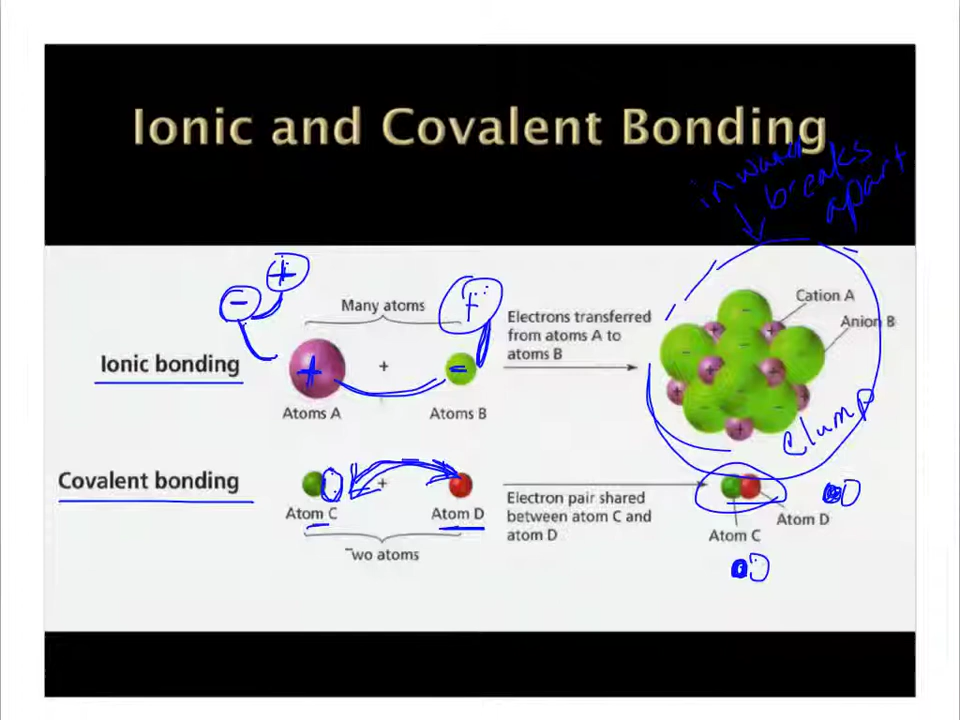 Ionic and Covalent Bonding
in water
breaks
apart
Many atoms
Electrons transferred
from atoms A to
atoms B
Cation A
Anion B
Ionic bonding
+
+
-
Atoms A
Atoms B
clump
Covalent bonding
+
Atom C
Atom D
Electron pair shared
between atom C and
atom D
Atom D
Atom C
wo atoms